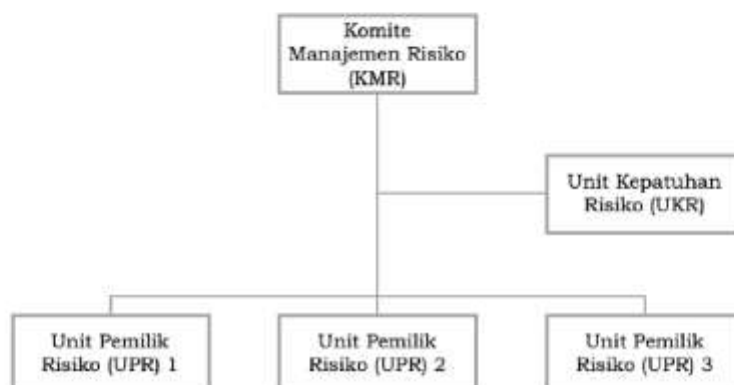 Komite
Manajemen Risiko
(KMR)
Unit Kepatuhan
Risiko (UKR)
Unit Pemilik
Risiko (UPR) 1
Unit Pemilik
Risiko (UPR) 2
Unit Pemilik
Risiko (UPR) 3